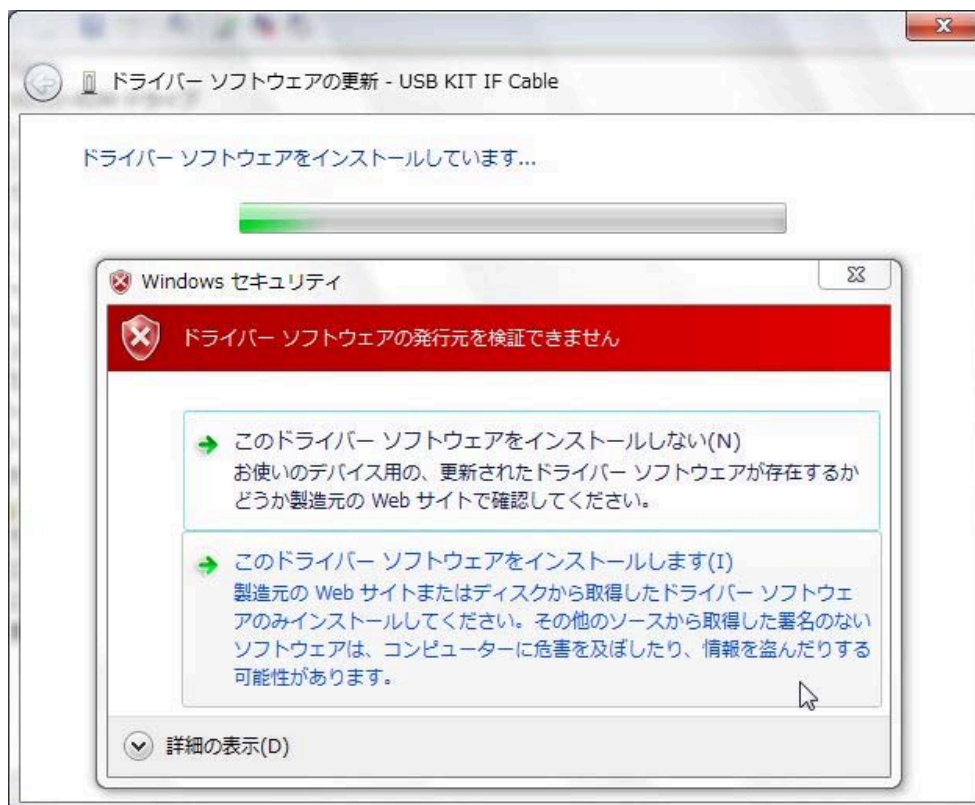 ドライバー ソフトウェアの更新 - USB KIT IF Cable
ドライバー ソフトウェアをインストールしています...
Windows セキュリティ
ドライバー ソフトウェアの発行元を検証できません
このドライバー ソフトウェアをインストールしない(N)
お使いのデバイス用の、更新されたドライバー ソフトウェアが存在するか
どうか製造元の Web サイトで確認してください。
このドライバー ソフトウェアをインストールします(I)
製造元の Web サイトまたはディスクから取得したドライバー ソフトウェ
アのみインストールしてください。その他のソースから取得した署名のない
ソフトウェアは、コンピューターに危害を及ぼしたり、情報を盗んだりする
可能性があります。
詳細の表示(D)